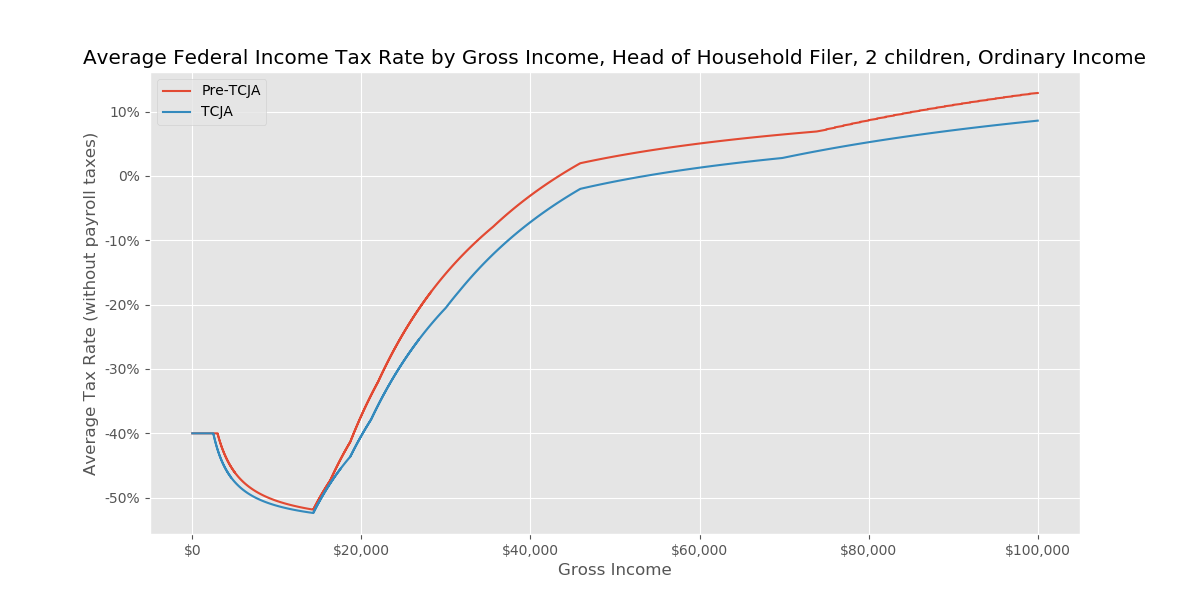 Average Federal Income Tax Rate by Gross Income, Head of Household Filer, 2 children, Ordinary Income
Pre-TCJA
TCJA
Average Tax Rate (without payroll taxes)
10%
0%
-10%
-20%
-30%
-40%
-50%
$0
$20,000
$40,000
$60,000
$80,000
$100,000
Gross Income